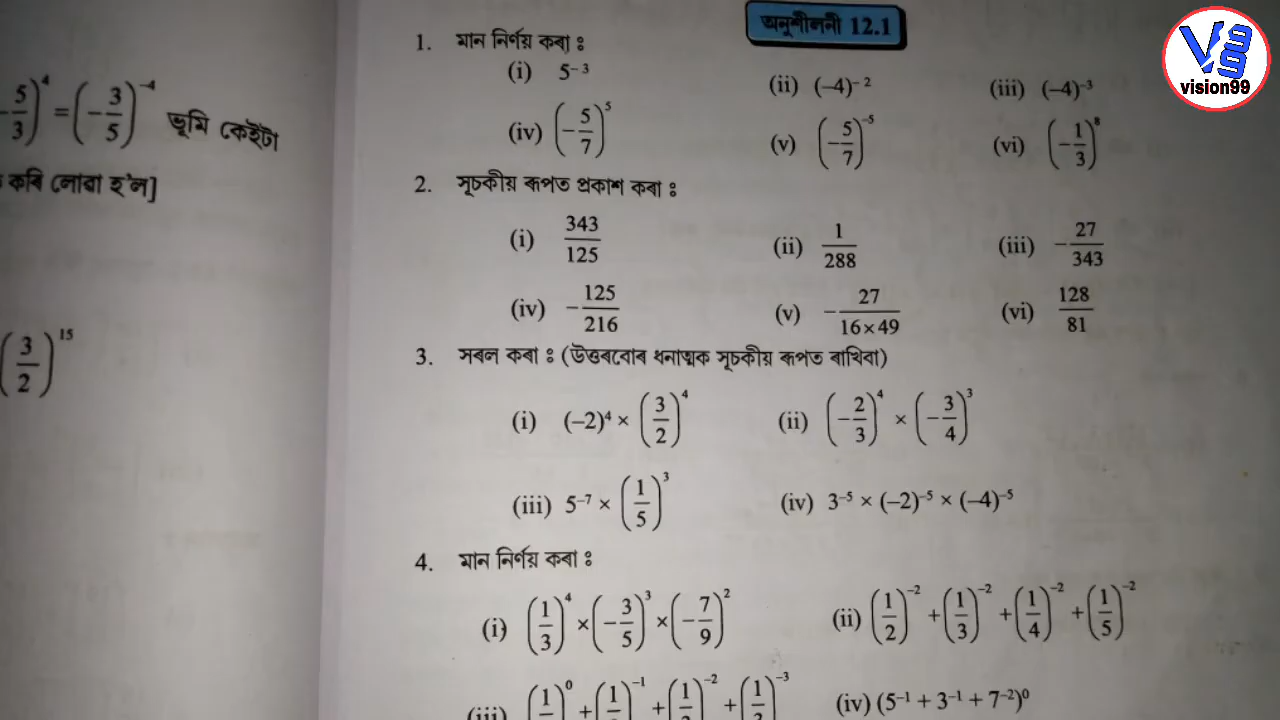 অনুশীলনী 12.1
1. মান নিৰ্ণয় কৰা ঃ
(i) 5⁻³ (ii) (–4)⁻² (iii) (–4)⁻³
(iv) (–5/7)⁵ (v) (–5/7)⁻⁵ (vi) (–1/3)⁸
2. সূচকীয় ৰূপত প্ৰকাশ কৰা ঃ
(i) 343/125 (ii) 1/288 (iii) –27/343
(iv) –125/216 (v) –27/16×49 (vi) 128/81
3. সৰল কৰা ঃ (উত্তৰবোৰ ধনাত্মক সূচকীয় ৰূপত ৰাখিবা)
(i) (–2)⁴ × (3/2)⁴ (ii) (–2/3)⁴ × (–3/4)³
(iii) 5⁻⁷ × (1/5)³ (iv) 3⁻⁵ × (–2)⁻⁵ × (–4)⁻⁵
4. মান নিৰ্ণয় কৰা ঃ
(i) (1/3)⁴ × (–3/5)³ × (–7/9)² (ii) (1/2)⁻² + (1/3)⁻² + (1/4)⁻² + (1/5)⁻²
(iv) (5⁻¹ + 3⁻¹ + 7⁻²)⁰
5/3)⁴ = (–3/5)⁻⁴ ভূমি কেইটা
কৰি লোৱা হ'ল]
(3/2)¹⁵
V99
vision99